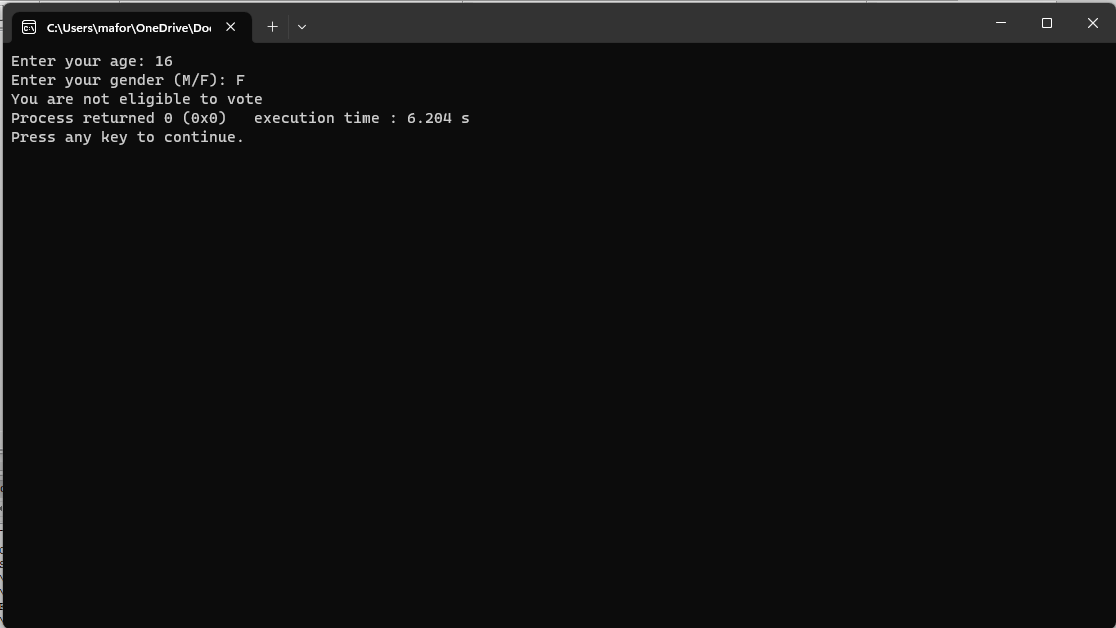 C:\Users\mafor\OneDrive\Do
Enter your age: 16
Enter your gender (M/F): F
You are not eligible to vote
Process returned 0 (0x0)   execution time : 6.204 s
Press any key to continue.